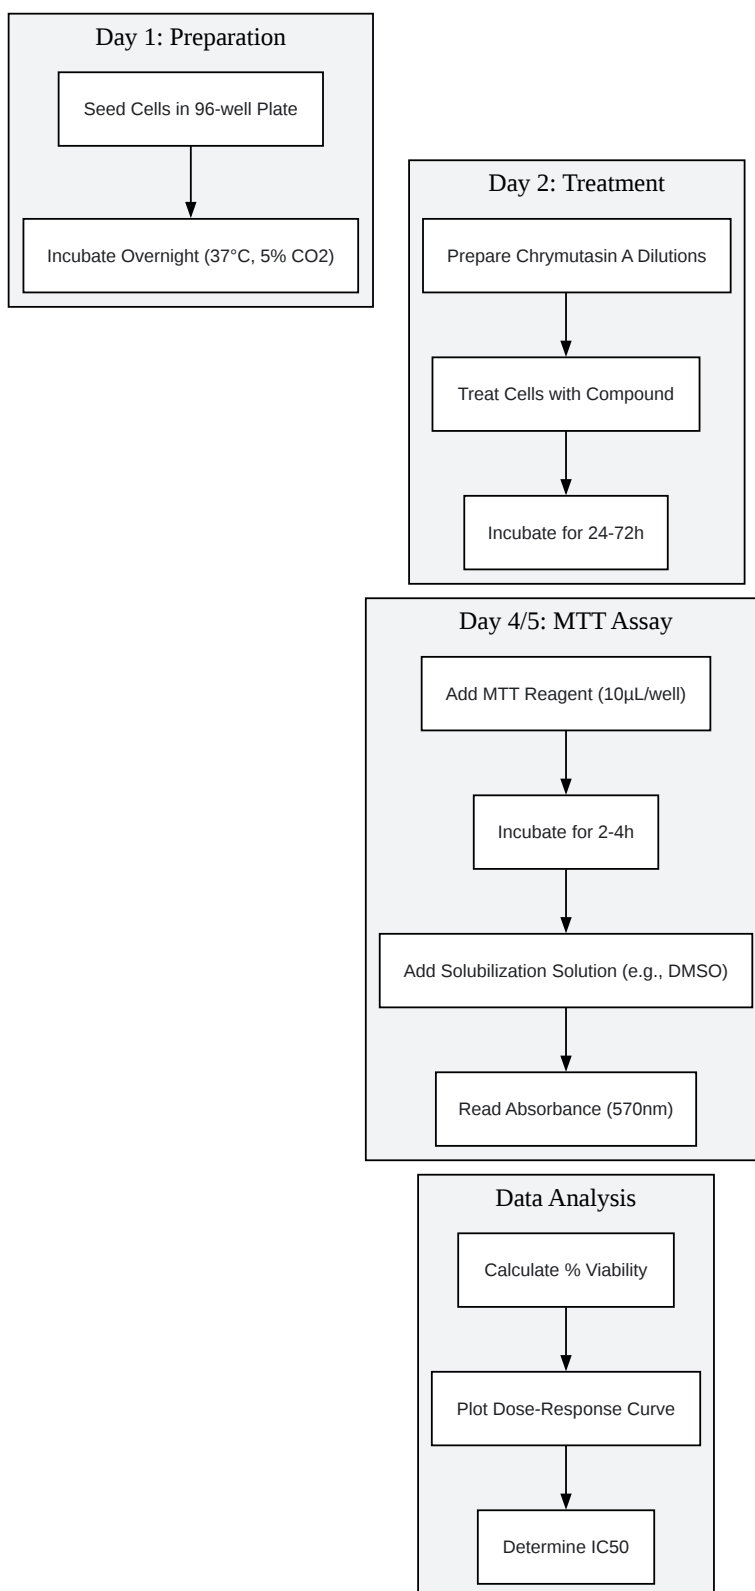 Day 1: Preparation
Seed Cells in 96-well Plate
Incubate Overnight (37°C, 5% CO2)
Day 2: Treatment
Prepare Chrymutasin A Dilutions
Treat Cells with Compound
Incubate for 24-72h
Day 4/5: MTT Assay
Add MTT Reagent (10µL/well)
Incubate for 2-4h
Add Solubilization Solution (e.g., DMSO)
Read Absorbance (570nm)
Data Analysis
Calculate % Viability
Plot Dose-Response Curve
Determine IC50